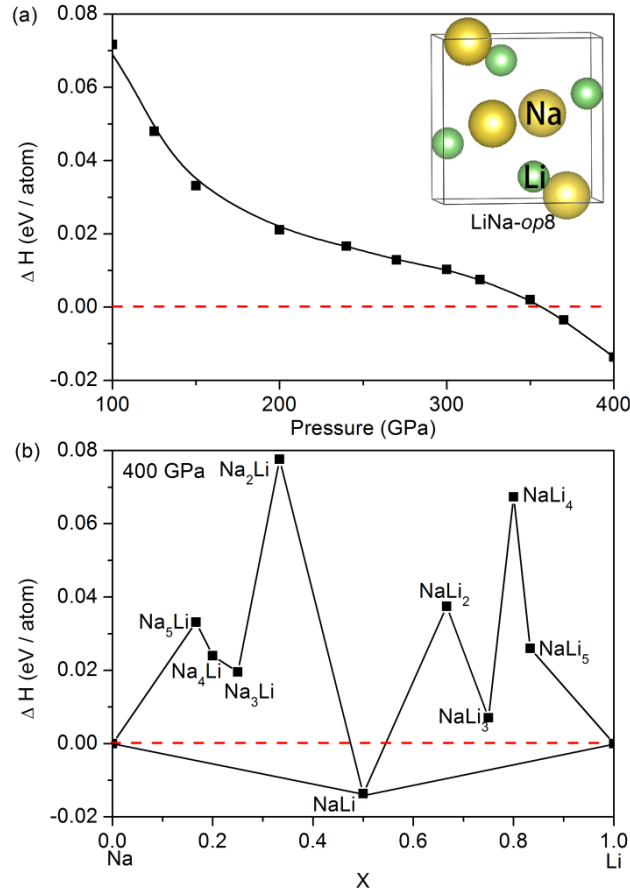 (a)
0.08
0.06
0.04
0.02
0.00
-0.02
Δ H (eV / atom)
Na
Li
LiNa-op8
100
200
300
400
Pressure (GPa)
(b)
400 GPa
0.08
0.06
0.04
0.02
0.00
-0.02
Δ H (eV / atom)
Na₂Li
NaLi₄
NaLi₂
Na₅Li
Na₄Li
Na₃Li
NaLi₅
NaLi₃
NaLi
0.0
0.2
0.4
0.6
0.8
1.0
Na
Li
X